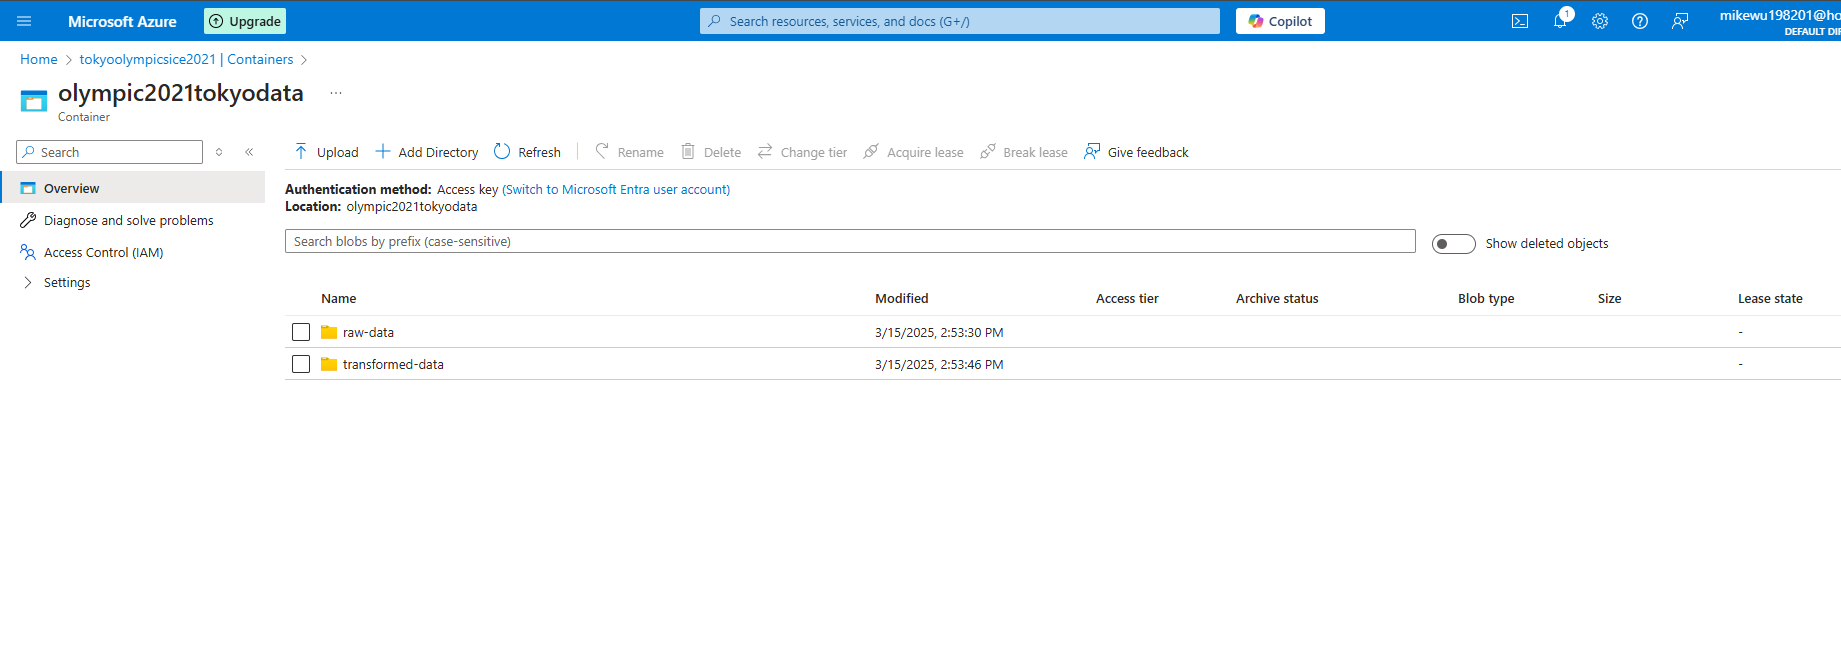 Microsoft Azure
Upgrade
Search resources, services, and docs (G+/)
Copilot
1
mikewu198201@ho
DEFAULT DI
Home > tokyoolympicsice2021 | Containers >
olympic2021tokyodata ...
Container
Search
Upload
Add Directory
Refresh
Rename
Delete
Change tier
Acquire lease
Break lease
Give feedback
Overview
Diagnose and solve problems
Access Control (IAM)
Settings
Authentication method: Access key (Switch to Microsoft Entra user account)
Location: olympic2021tokyodata
Search blobs by prefix (case-sensitive)
Show deleted objects
Name Modified Access tier Archive status Blob type Size Lease state
raw-data 3/15/2025, 2:53:30 PM -
transformed-data 3/15/2025, 2:53:46 PM -